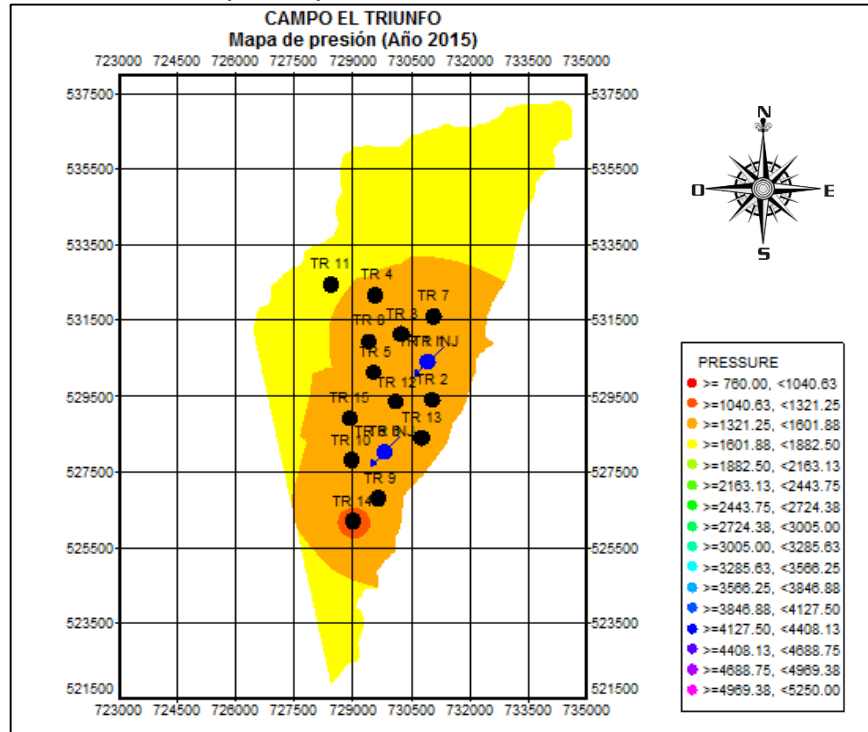 CAMPO EL TRIUNFO
Mapa de presión (Año 2015)
723000 724500 726000 727500 729000 730500 732000 733500 735000
537500 537500
535500 535500
533500 533500
531500 531500
529500 529500
527500 527500
525500 525500
523500 523500
521500 521500
723000 724500 726000 727500 729000 730500 732000 733500 735000
TR 11
TR 4
TR 7
TR 3
TR 8
INJ
TR 5
TR 2
TR 12
TR 15
TR 13
INJ
TR 10
TR 9
TR 14
N
O E
S
PRESSURE
>= 760.00, <1040.63
>=1040.63, <1321.25
>=1321.25, <1601.88
>=1601.88, <1882.50
>=1882.50, <2163.13
>=2163.13, <2443.75
>=2443.75, <2724.38
>=2724.38, <3005.00
>=3005.00, <3285.63
>=3285.63, <3566.25
>=3566.25, <3846.88
>=3846.88, <4127.50
>=4127.50, <4408.13
>=4408.13, <4688.75
>=4688.75, <4969.38
>=4969.38, <5250.00